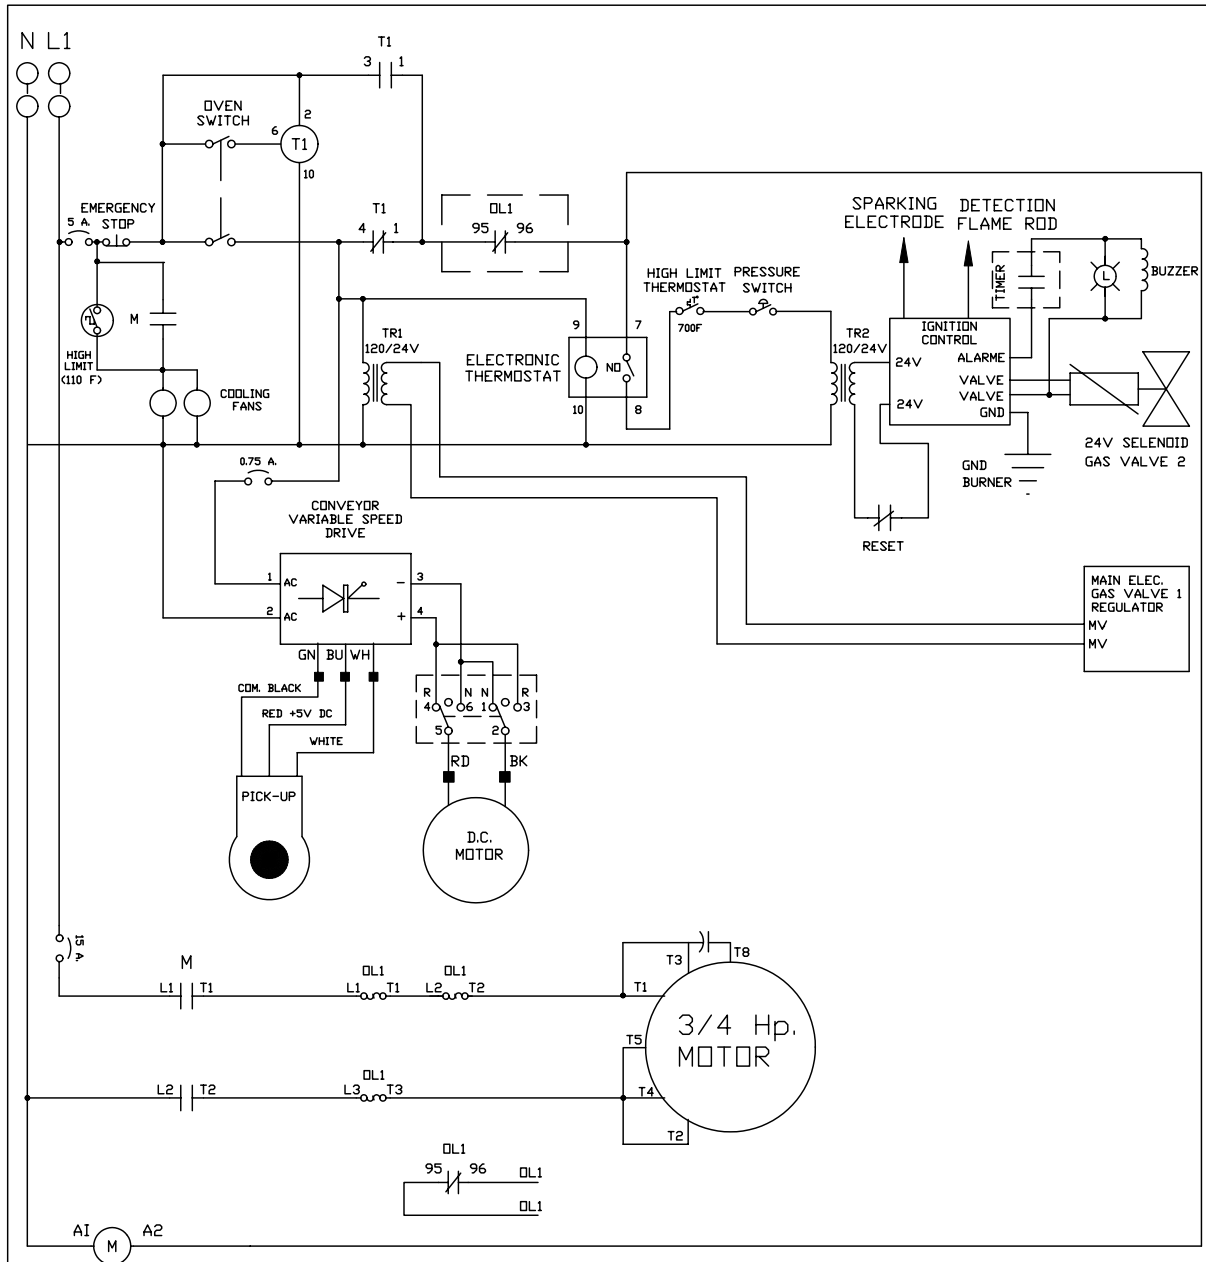 N L1
T1
3 1
OVEN
SWITCH
2
6
T1
10
EMERGENCY
STOP
5 A.
T1
4 1
OL1
95 96
SPARKING
ELECTRODE
DETECTION
FLAME ROD
HIGH LIMIT
THERMOSTAT
700F
PRESSURE
SWITCH
TIMER
L
BUZZER
M
HIGH
LIMIT
(110 F)
COOLING
FANS
TR1
120/24V
9 7
ELECTRONIC
THERMOSTAT
NO
10 8
TR2
120/24V
IGNITION
CONTROL
24V
ALARME
VALVE
VALVE
24V
GND
24V SELENOID
GAS VALVE 2
GND
BURNER
RESET
0.75 A.
CONVEYOR
VARIABLE SPEED
DRIVE
1 AC - 3
2 AC + 4
GN BU WH
COM. BLACK
RED +5V DC
WHITE
PICK-UP
R N N R
4 6 1 3
5 2
RD BK
D.C.
MOTOR
MAIN ELEC.
GAS VALVE 1
REGULATOR
MV
MV
15 A.
M
L1 T1
OL1
L1 T1
OL1
L2 T2
T3 T8
T1
T5
T4
T2
3/4 Hp.
MOTOR
L2 T2
OL1
L3 T3
OL1
95 96
OL1
OL1
AI M A2